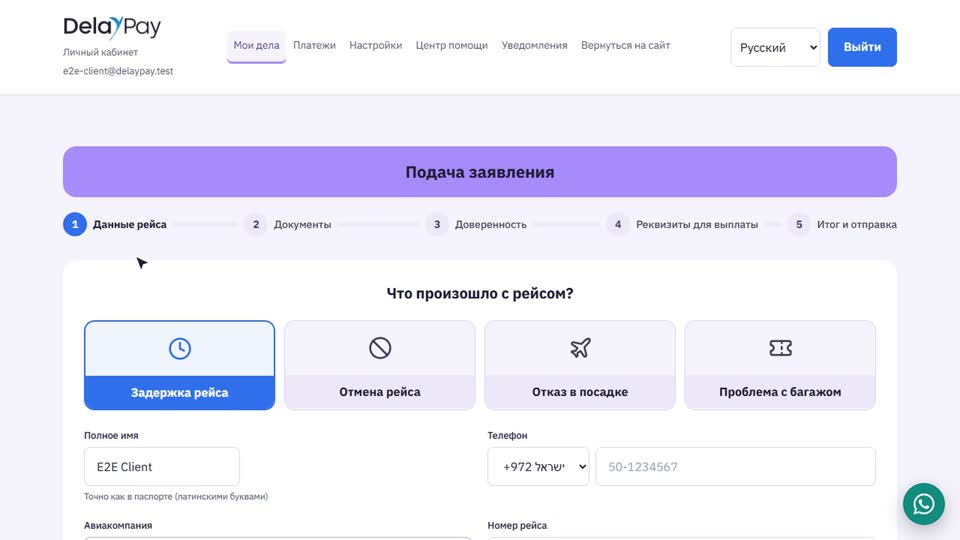 DelayPay
Личный кабинет
e2e-client@delaypay.test
Мои дела
Платежи
Настройки
Центр помощи
Уведомления
Вернуться на сайт
Русский
Выйти
Подача заявления
1 Данные рейса
2 Документы
3 Доверенность
4 Реквизиты для выплаты
5 Итог и отправка
Что произошло с рейсом?
Задержка рейса
Отмена рейса
Отказ в посадке
Проблема с багажом
Полное имя
E2E Client
Точно как в паспорте (латинскими буквами)
Телефон
ישראל +972
50-1234567
Авиакомпания
Номер рейса